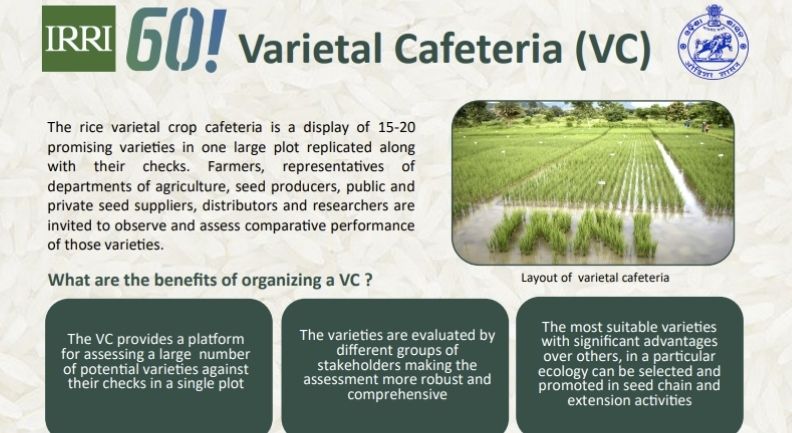 IRRI 60! Varietal Cafeteria (VC)
The rice varietal crop cafeteria is a display of 15-20
promising varieties in one large plot replicated along
with their checks. Farmers, representatives of
departments of agriculture, seed producers, public and
private seed suppliers, distributors and researchers are
invited to observe and assess comparative performance
of those varieties.
Layout of varietal cafeteria
What are the benefits of organizing a VC ?
The VC provides a platform
for assessing a large number
of potential varieties against
their checks in a single plot
The varieties are evaluated by
different groups of
stakeholders making the
assessment more robust and
comprehensive
The most suitable varieties
with significant advantages
over others, in a particular
ecology can be selected and
promoted in seed chain and
extension activities